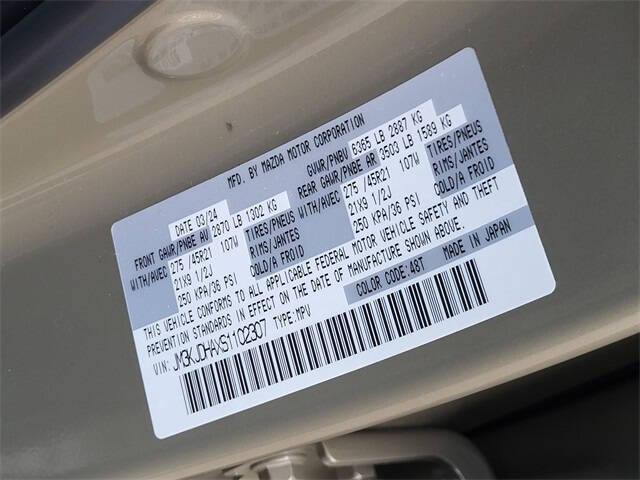 MFD. BY MAZDA MOTOR CORPORATION
DATE 03/24 GVWR/PNBV 6365 LB 2887 KG
FRONT GAWR/PNBE AV 2870 LB 1302 KG REAR GAWR/PNBE AR 3503 LB 1589 KG
WITH/AVEC 275 /45R21 107W TIRES/PNEUS WITH/AVEC 275 /45R21 107W TIRES/PNEUS
21X9 1/2J RIMS/JANTES 21X9 1/2J RIMS/JANTES
250 KPA/36 PSI COLD/A FROID 250 KPA/36 PSI COLD/A FROID
THIS VEHICLE CONFORMS TO ALL APPLICABLE FEDERAL MOTOR VEHICLE SAFETY AND THEFT
PREVENTION STANDARDS IN EFFECT ON THE DATE OF MANUFACTURE SHOWN ABOVE.
VIN: JM3KJDHAXS1102307 TYPE: MPV COLOR CODE: 48T MADE IN JAPAN